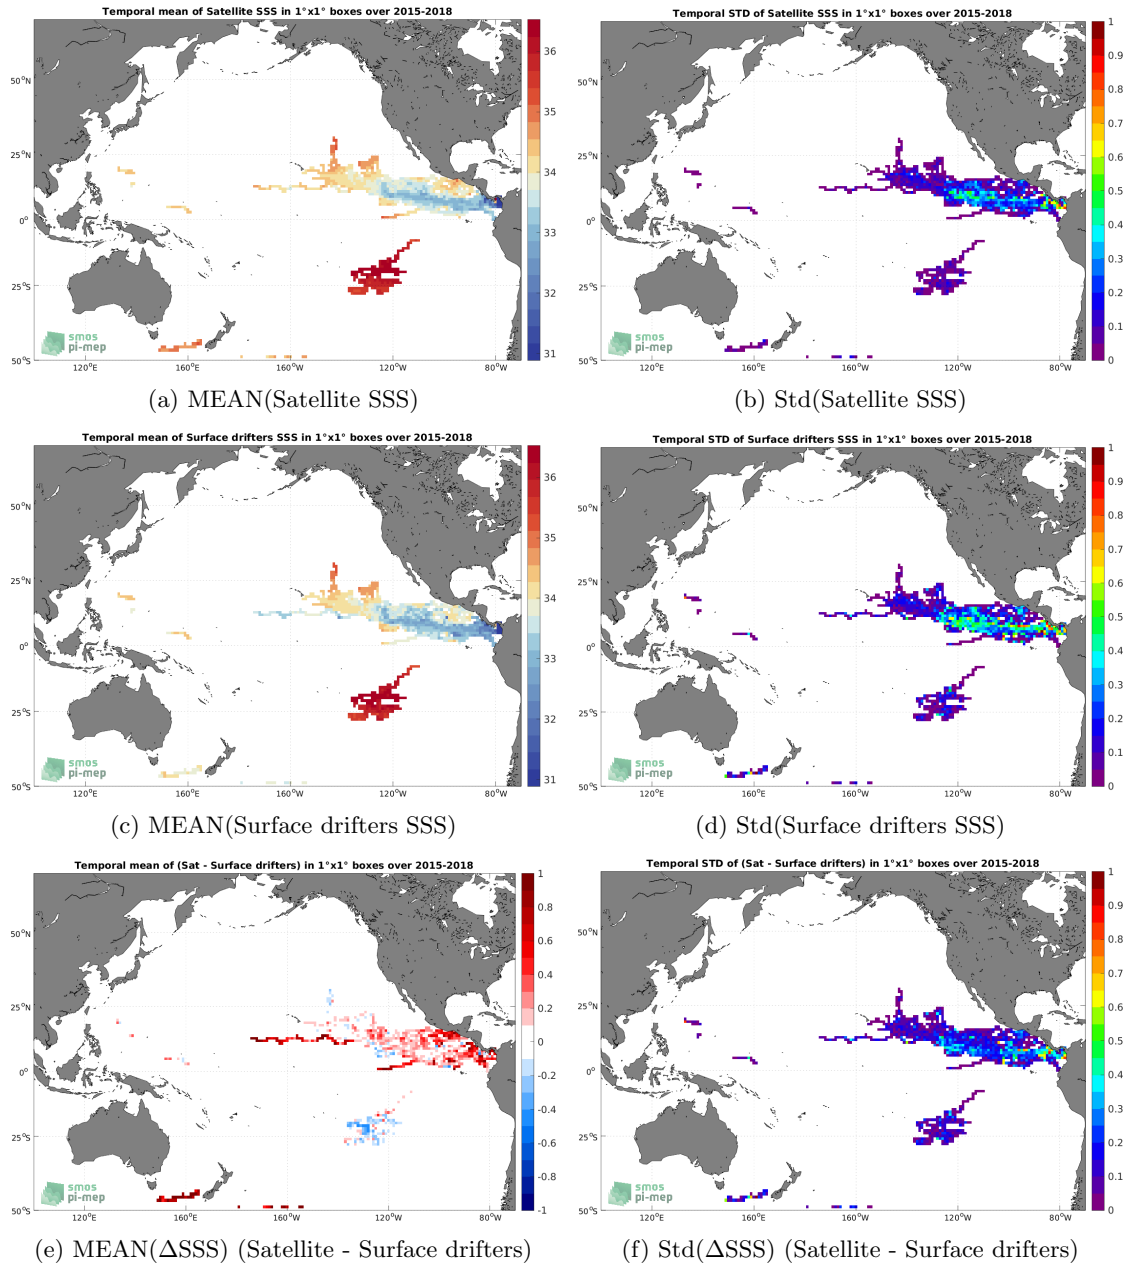 Temporal mean of Satellite SSS in 1°x1° boxes over 2015-2018
50°N
25°N
0°
25°S
50°S
120°E
160°E
160°W
120°W
80°W
36
35
34
33
32
31
smos
pi-mep
(a) MEAN(Satellite SSS)
Temporal STD of Satellite SSS in 1°x1° boxes over 2015-2018
50°N
25°N
0°
25°S
50°S
120°E
160°E
160°W
120°W
80°W
1
0.9
0.8
0.7
0.6
0.5
0.4
0.3
0.2
0.1
0
smos
pi-mep
(b) Std(Satellite SSS)
Temporal mean of Surface drifters SSS in 1°x1° boxes over 2015-2018
50°N
25°N
0°
25°S
50°S
120°E
160°E
160°W
120°W
80°W
36
35
34
33
32
31
smos
pi-mep
(c) MEAN(Surface drifters SSS)
Temporal STD of Surface drifters SSS in 1°x1° boxes over 2015-2018
50°N
25°N
0°
25°S
50°S
120°E
160°E
160°W
120°W
80°W
1
0.9
0.8
0.7
0.6
0.5
0.4
0.3
0.2
0.1
0
smos
pi-mep
(d) Std(Surface drifters SSS)
Temporal mean of (Sat - Surface drifters) in 1°x1° boxes over 2015-2018
50°N
25°N
0°
25°S
50°S
120°E
160°E
160°W
120°W
80°W
1
0.8
0.6
0.4
0.2
0
-0.2
-0.4
-0.6
-0.8
-1
smos
pi-mep
(e) MEAN(ΔSSS) (Satellite - Surface drifters)
Temporal STD of (Sat - Surface drifters) in 1°x1° boxes over 2015-2018
50°N
25°N
0°
25°S
50°S
120°E
160°E
160°W
120°W
80°W
1
0.9
0.8
0.7
0.6
0.5
0.4
0.3
0.2
0.1
0
smos
pi-mep
(f) Std(ΔSSS) (Satellite - Surface drifters)